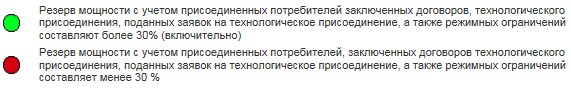 Резерв мощности с учетом присоединенных потребителей заключенных договоров, технологического
присоединения, поданных заявок на технологическое присоединение, а также режимных ограничений
составляют более 30% (включительно)
Резерв мощности с учетом присоединенных потребителей, заключенных договоров технологического
присоединения, поданных заявок на технологическое присоединение, а также режимных ограничений
составляет менее 30 %